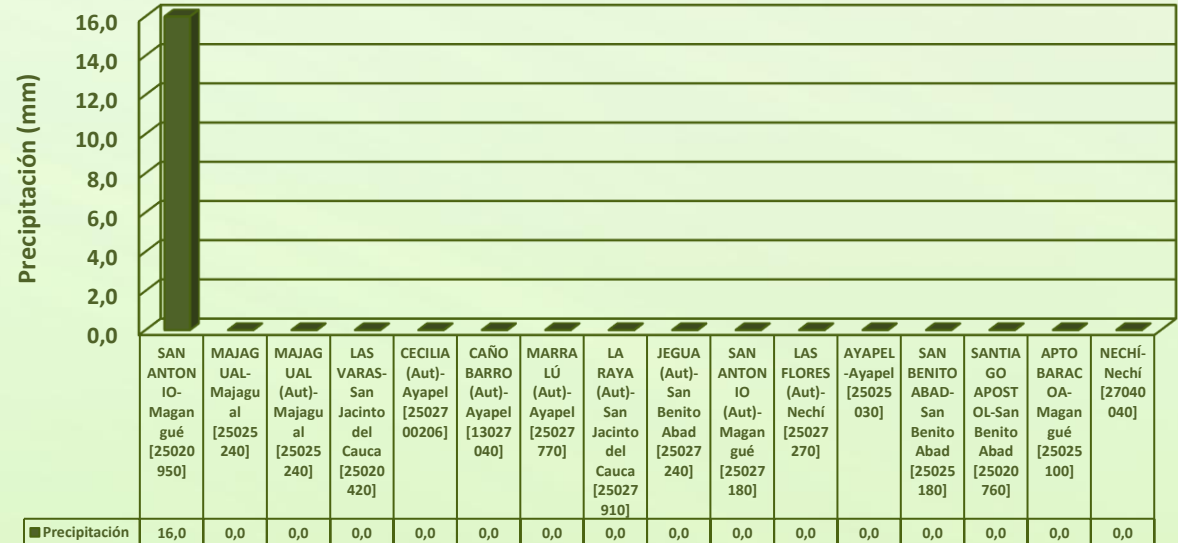 Precipitación (mm)
16,0
14,0
12,0
10,0
8,0
6,0
4,0
2,0
0,0
SAN
ANTON
IO-
Magan
gué
[25020
950]
MAJAG
UAL-
Majagu
al
[25025
240]
MAJAG
UAL
(Aut)-
Majagu
al
[25025
240]
LAS
VARAS-
San
Jacinto
del
Cauca
[25020
420]
CECILIA
(Aut)-
Ayapel
[25027
00206]
CAÑO
BARRO
(Aut)-
Ayapel
[13027
040]
MARRA
LÚ
(Aut)-
Ayapel
[25027
770]
LA
RAYA
(Aut)-
San
Jacinto
del
Cauca
[25027
910]
JEGUA
(Aut)-
San
Benito
Abad
[25027
240]
SAN
ANTON
IO
(Aut)-
Magan
gué
[25027
180]
LAS
FLORES
(Aut)-
Nechí
[25027
270]
AYAPEL
-Ayapel
[25025
030]
SAN
BENITO
ABAD-
San
Benito
Abad
[25025
180]
SANTIA
GO
APOST
OL-San
Benito
Abad
[25020
760]
APTO
BARAC
OA-
Magan
gué
[25025
100]
NECHÍ-
Nechí
[27040
040]
Precipitación 16,0 0,0 0,0 0,0 0,0 0,0 0,0 0,0 0,0 0,0 0,0 0,0 0,0 0,0 0,0 0,0